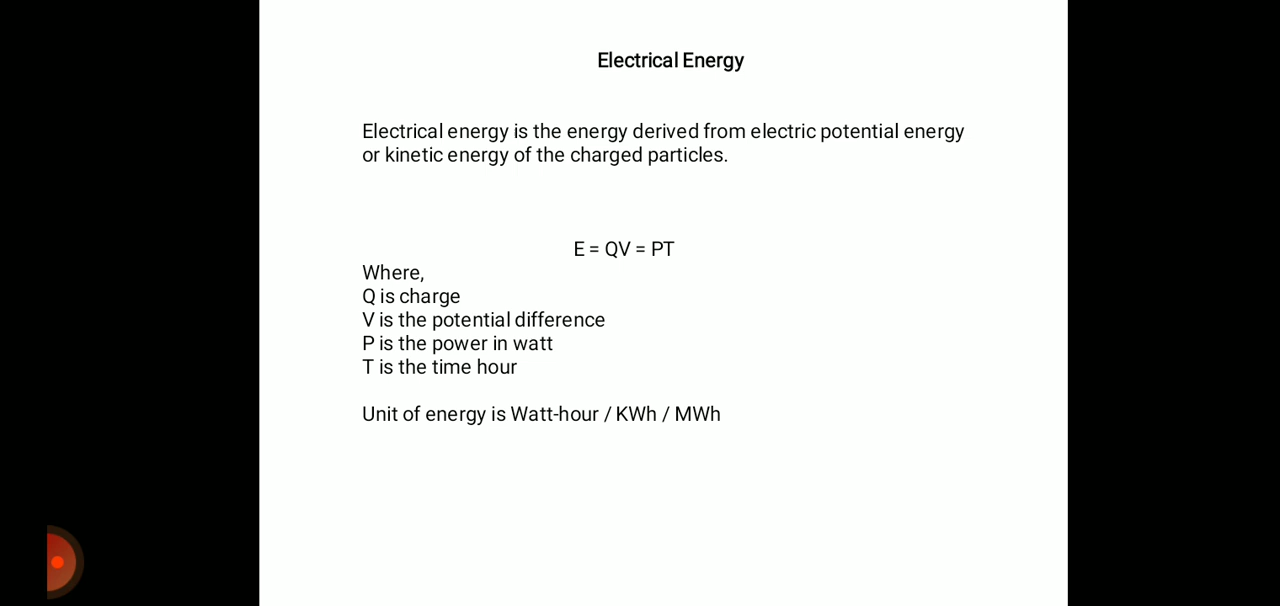 Electrical Energy
Electrical energy is the energy derived from electric potential energy
or kinetic energy of the charged particles.
E = QV = PT
Where,
Q is charge
V is the potential difference
P is the power in watt
T is the time hour
Unit of energy is Watt-hour / KWh / MWh